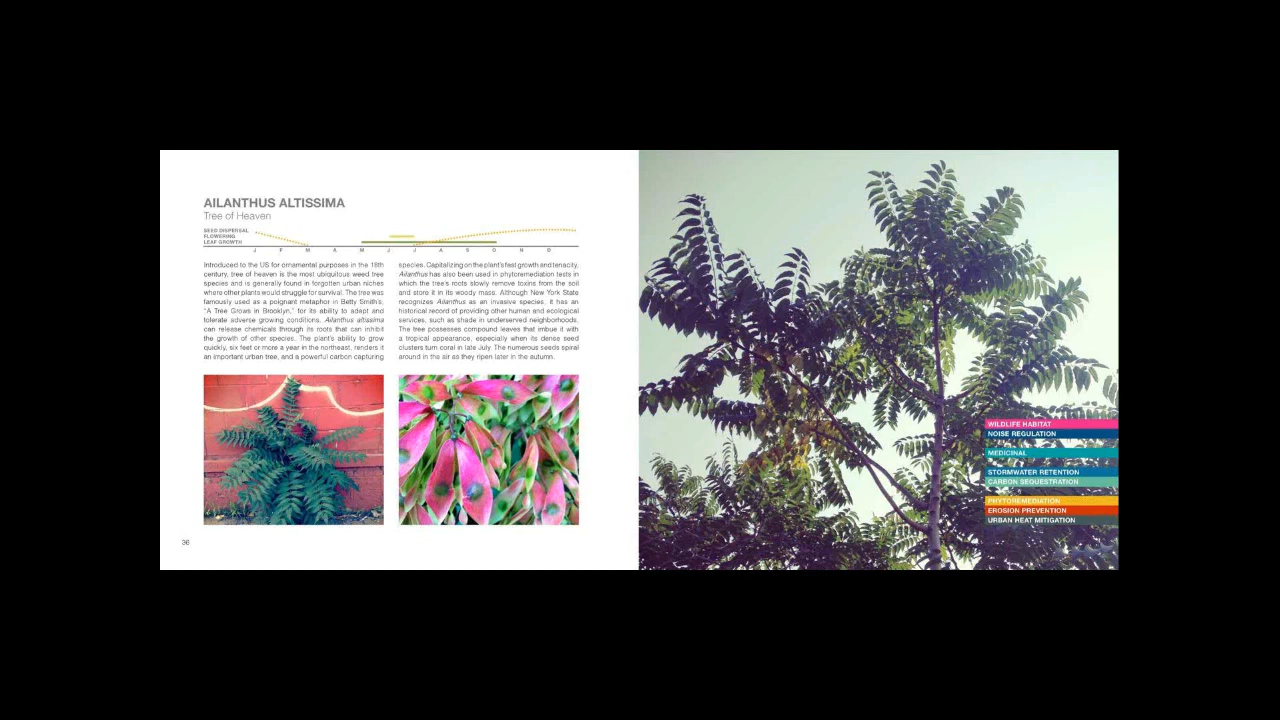 AILANTHUS ALTISSIMA
Tree of Heaven
SEED DISPERSAL
FLOWERING
LEAF GROWTH
J F M A M J J A S O N D
Introduced to the US for ornamental purposes in the 18th
century, tree of heaven is the most ubiquitous weed tree
species and is generally found in forgotten urban niches
where other plants would struggle for survival. The tree was
famously used as a poignant metaphor in Betty Smith's,
"A Tree Grows in Brooklyn," for its ability to adapt and
tolerate adverse growing conditions. Ailanthus altissima
can release chemicals through its roots that can inhibit
the growth of other species. The plant's ability to grow
quickly, six feet or more a year in the northeast, renders it
an important urban tree, and a powerful carbon capturing
species. Capitalizing on the plant's fast growth and tenacity,
Ailanthus has also been used in phytoremediation tests in
which the tree's roots slowly remove toxins from the soil
and store it in its woody mass. Although New York State
recognizes Ailanthus as an invasive species. It has an
historical record of providing other human and ecological
services, such as shade in underserved neighborhoods.
The tree possesses compound leaves that imbue it with
a tropical appearance, especially when its dense seed
clusters turn coral in late July. The numerous seeds spiral
around in the air as they ripen later in the autumn.
36
WILDLIFE HABITAT
NOISE REGULATION
MEDICINAL
STORMWATER RETENTION
CARBON SEQUESTRATION
PHYTOREMEDIATION
EROSION PREVENTION
URBAN HEAT MITIGATION